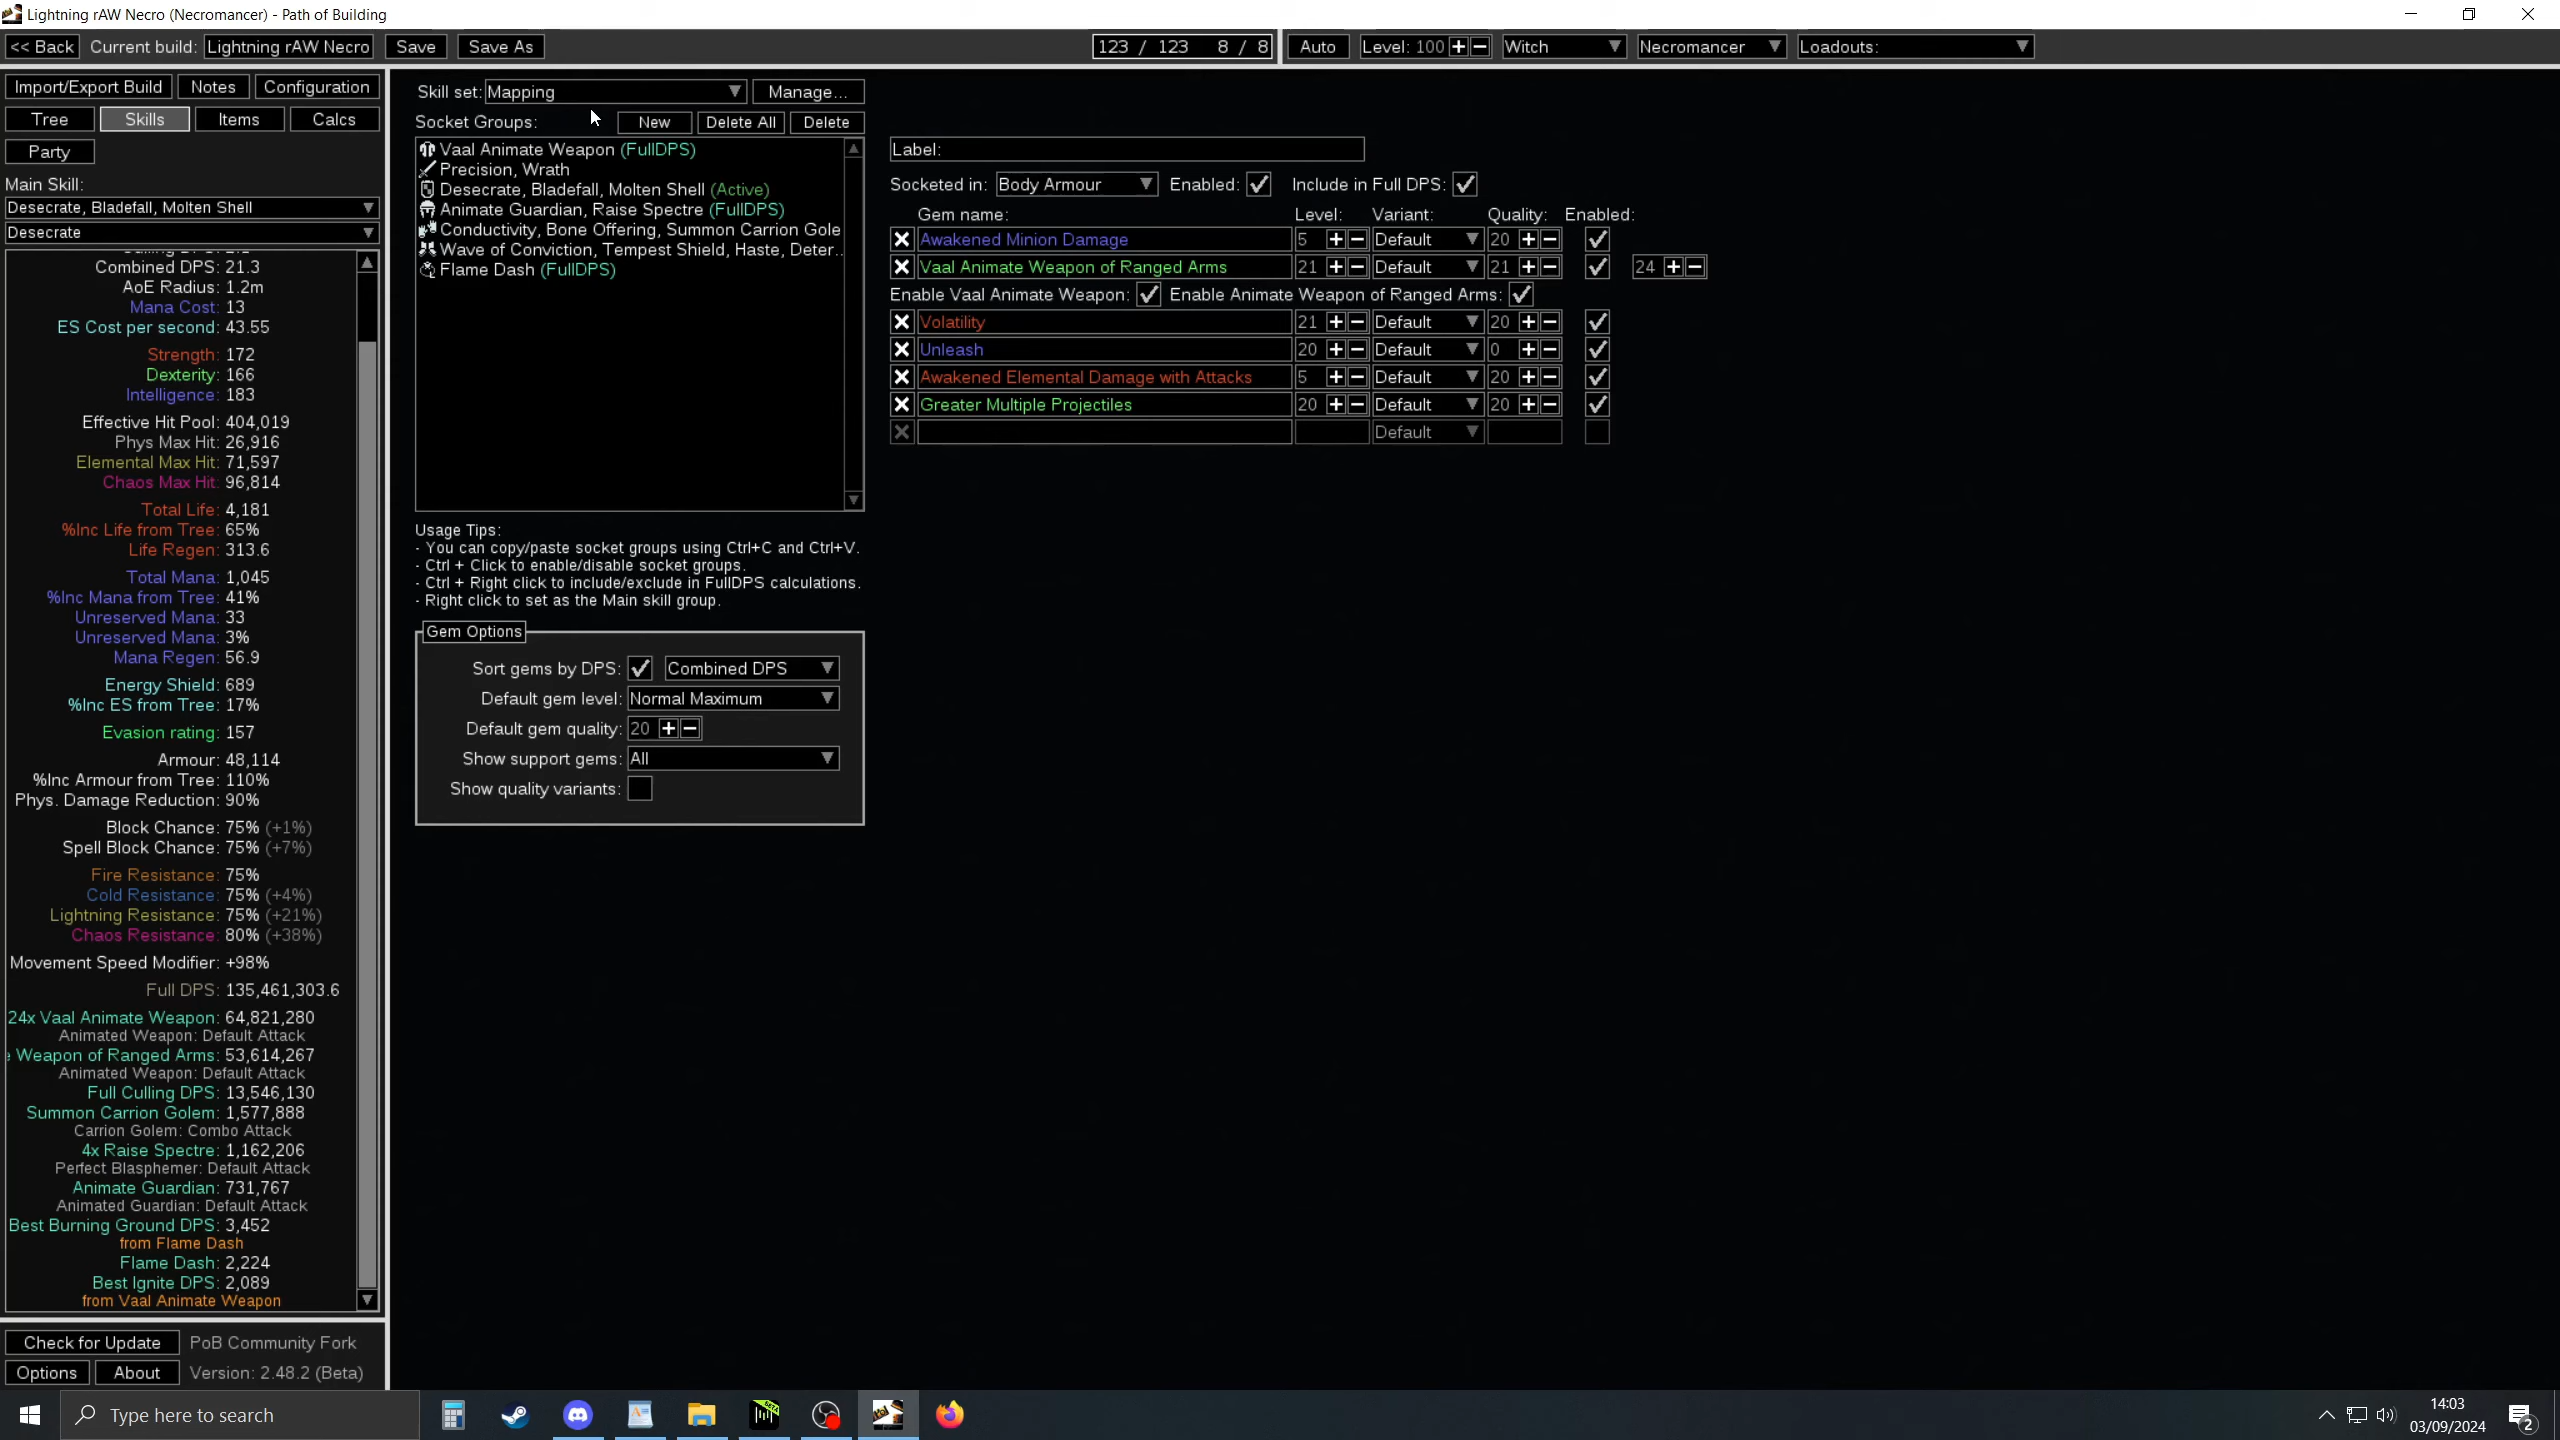 Lightning rAW Necro (Necromancer) - Path of Building
<< Back Current build: Lightning rAW Necro Save Save As 123 / 123 8 / 8 Auto Level: 100 Witch Necromancer Loadouts:
Import/Export Build Notes Configuration
Tree Skills Items Calcs
Party
Main Skill:
Desecrate, Bladefall, Molten Shell
Desecrate
Combined DPS: 21.3
AoE Radius: 1.2m
Mana Cost: 13
ES Cost per second: 43.55
Strength: 172
Dexterity: 166
Intelligence: 183
Effective Hit Pool: 404,019
Phys Max Hit: 26,916
Elemental Max Hit: 71,597
Chaos Max Hit: 96,814
Total Life: 4,181
%Inc Life from Tree: 65%
Life Regen: 313.6
Total Mana: 1,045
%Inc Mana from Tree: 41%
Unreserved Mana: 33
Unreserved Mana: 3%
Mana Regen: 56.9
Energy Shield: 689
%Inc ES from Tree: 17%
Evasion rating: 157
Armour: 48,114
%Inc Armour from Tree: 110%
Phys. Damage Reduction: 90%
Block Chance: 75% (+1%)
Spell Block Chance: 75% (+7%)
Fire Resistance: 75%
Cold Resistance: 75% (+4%)
Lightning Resistance: 75% (+21%)
Chaos Resistance: 80% (+38%)
Movement Speed Modifier: +98%
Full DPS: 135,461,303.6
24x Vaal Animate Weapon: 64,821,280
Animated Weapon: Default Attack
e Weapon of Ranged Arms: 53,614,267
Animated Weapon: Default Attack
Full Culling DPS: 13,546,130
Summon Carrion Golem: 1,577,888
Carrion Golem: Combo Attack
4x Raise Spectre: 1,162,206
Perfect Blasphemer: Default Attack
Animate Guardian: 731,767
Animated Guardian: Default Attack
Best Burning Ground DPS: 3,452
from Flame Dash
Flame Dash: 2,224
Best Ignite DPS: 2,089
from Vaal Animate Weapon
Check for Update PoB Community Fork
Options About Version: 2.48.2 (Beta)
Skill set: Mapping Manage...
Socket Groups: New Delete All Delete
Vaal Animate Weapon (FullDPS)
Precision, Wrath
Desecrate, Bladefall, Molten Shell (Active)
Animate Guardian, Raise Spectre (FullDPS)
Conductivity, Bone Offering, Summon Carrion Gole
Wave of Conviction, Tempest Shield, Haste, Deter...
Flame Dash (FullDPS)
Usage Tips:
- You can copy/paste socket groups using Ctrl+C and Ctrl+V.
- Ctrl + Click to enable/disable socket groups.
- Ctrl + Right click to include/exclude in FullDPS calculations.
- Right click to set as the Main skill group.
Gem Options
Sort gems by DPS: Combined DPS
Default gem level: Normal Maximum
Default gem quality: 20
Show support gems: All
Show quality variants:
Label:
Socketed in: Body Armour Enabled: Include in Full DPS:
Gem name: Level: Variant: Quality: Enabled:
Awakened Minion Damage 5 Default 20
Vaal Animate Weapon of Ranged Arms 21 Default 21 24
Enable Vaal Animate Weapon: Enable Animate Weapon of Ranged Arms:
Volatility 21 Default 20
Unleash 20 Default 0
Awakened Elemental Damage with Attacks 5 Default 20
Greater Multiple Projectiles 20 Default 20
Default
Type here to search
14:03
03/09/2024
2